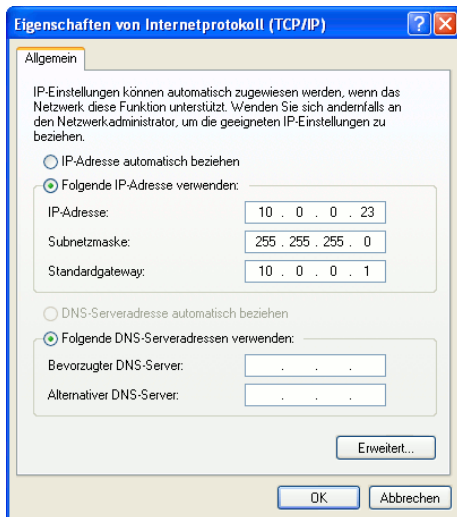 Eigenschaften von Internetprotokoll (TCP/IP)
Allgemein
IP-Einstellungen können automatisch zugewiesen werden, wenn das
Netzwerk diese Funktion unterstützt. Wenden Sie sich andernfalls an
den Netzwerkadministrator, um die geeigneten IP-Einstellungen zu
beziehen.
IP-Adresse automatisch beziehen
Folgende IP-Adresse verwenden:
IP-Adresse: 10 . 0 . 0 . 23
Subnetzmaske: 255 . 255 . 255 . 0
Standardgateway: 10 . 0 . 0 . 1
DNS-Serveradresse automatisch beziehen
Folgende DNS-Serveradressen verwenden:
Bevorzugter DNS-Server: . . .
Alternativer DNS-Server: . . .
Erweitert...
OK Abbrechen